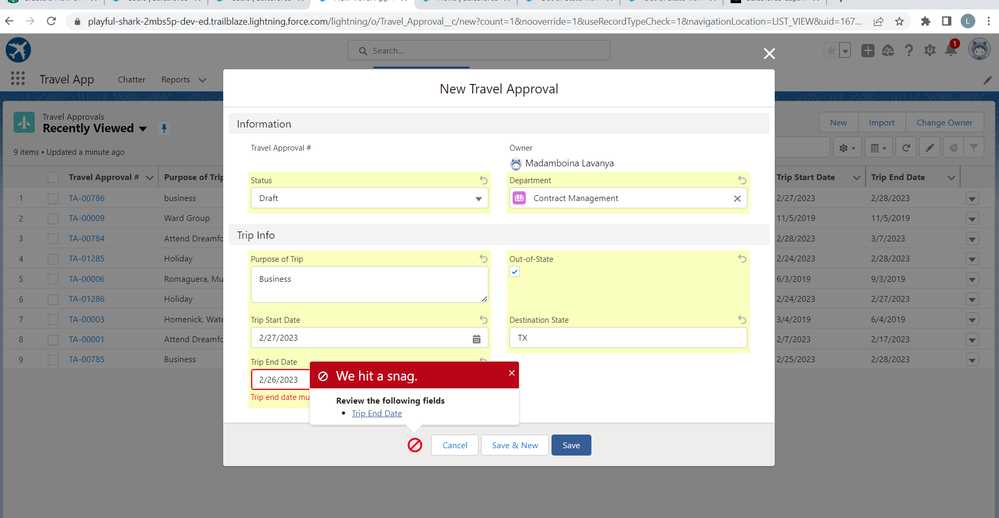 playful-shark-2mbs5p-dev-ed.trailblaze.lightning.force.com/lightning/o/Travel_Approval__c/new?count=1&nooverride=1&useRecordTypeCheck=1&navigationLocation=LIST_VIEW&uid=167...
L
Search...
1
Travel App
Chatter
Reports
New Travel Approval
Travel Approvals
Recently Viewed
New
Import
Change Owner
9 items • Updated a minute ago
Information
Travel Approval #
Owner
Madamboina Lavanya
Status
Department
Draft
Contract Management
Trip Info
Purpose of Trip
Out-of-State
Business
Trip Start Date
Destination State
2/27/2023
TX
Trip End Date
2/26/2023
Trip end date mu
We hit a snag.
Review the following fields
• Trip End Date
Cancel
Save & New
Save
Travel Approval # Purpose of Trip Trip Start Date Trip End Date
1 TA-00786 business 2/27/2023 2/28/2023
2 TA-00009 Ward Group 11/5/2019 11/5/2019
3 TA-00784 Attend Dreamfo 2/28/2023 3/7/2023
4 TA-01285 Holiday 2/24/2023 2/28/2023
5 TA-00006 Romaguera, Mu 6/3/2019 9/3/2019
6 TA-01286 Holiday 2/24/2023 2/27/2023
7 TA-00003 Homenick, Wate 3/4/2019 6/4/2019
8 TA-00001 Attend Dreamfo 2/7/2023 2/17/2023
9 TA-00785 Business 2/25/2023 2/28/2023